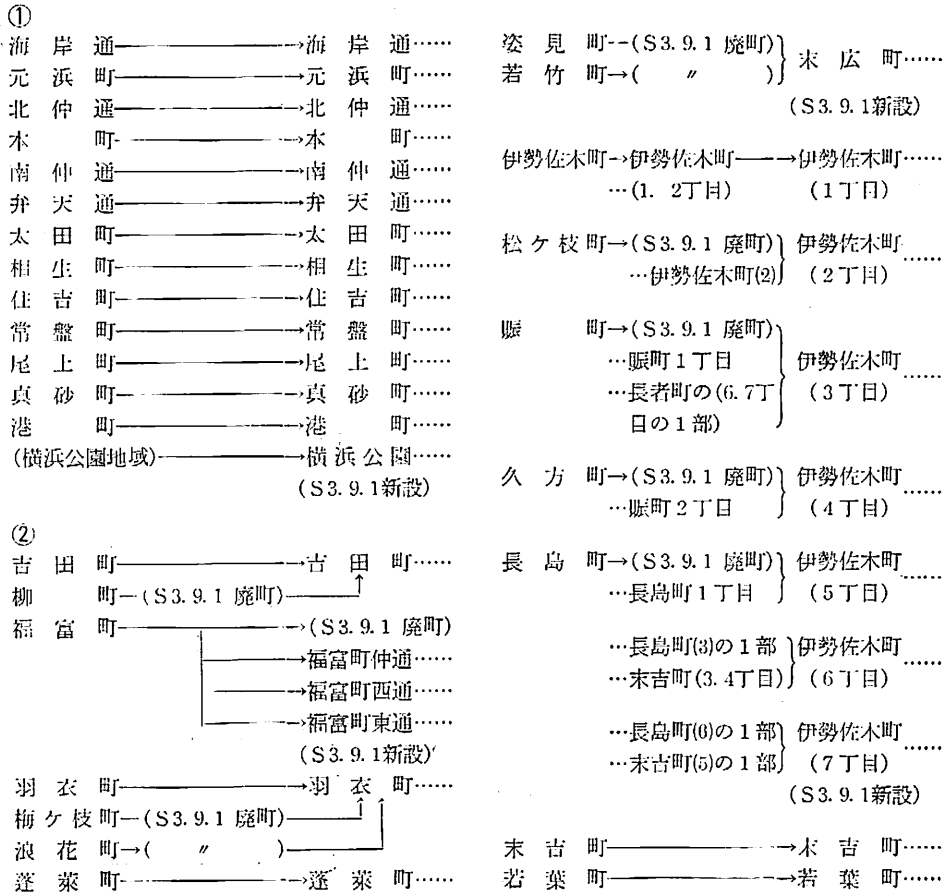 ①
海岸通→海岸通……
元浜町→元浜町……
北仲通→北仲通……
本町→本町……
南仲通→南仲通……
弁天通→弁天通……
太田町→太田町……
相生町→相生町……
住吉町→住吉町……
常盤町→常盤町……
尾上町→尾上町……
真砂町→真砂町……
港町→港町……
(横浜公園地域)→横浜公園……
(S3.9.1新設)
②
吉田町→吉田町……
柳町―(S3.9.1 廃町)
福富町→(S3.9.1 廃町)
→福富町仲通……
→福富町西通……
→福富町東通……
(S3.9.1新設)
羽衣町→羽衣町……
梅ケ枝町―(S3.9.1 廃町)
浪花町→( 〃 )
蓬萊町→蓬萊町……
姿見町--(S3.9.1 廃町)
若竹町→( 〃 )
末広町……
(S3.9.1新設)
伊勢佐木町→伊勢佐木町→伊勢佐木町……
…(1. 2丁目) (1丁目)
松ケ枝町→(S3.9.1 廃町) 伊勢佐木町……
…伊勢佐木町(2) (2丁目)
賑町→(S3.9.1 廃町)
…賑町1丁目 伊勢佐木町……
…長者町の(6.7丁 (3丁目)
目の1部)
久方町→(S3.9.1 廃町) 伊勢佐木町……
…賑町2丁目 (4丁目)
長島町→(S3.9.1 廃町) 伊勢佐木町……
…長島町1丁目 (5丁目)
…長島町(3)の1部 伊勢佐木町……
…末吉町(3.4丁目) (6丁目)
…長島町(6)の1部 伊勢佐木町……
…末吉町(5)の1部 (7丁目)
(S3.9.1新設)
末吉町→末吉町……
若葉町→若葉町……